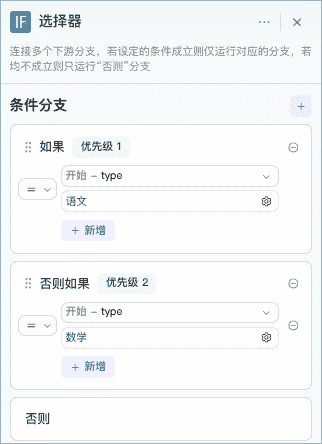 IF 选择器
连接多个下游分支，若设定的条件成立则仅运行对应的分支，若
均不成立则只运行“否则”分支
条件分支
如果 优先级 1
开始 – type
=
语文
+ 新增
否则如果 优先级 2
开始 – type
=
数学
+ 新增
否则